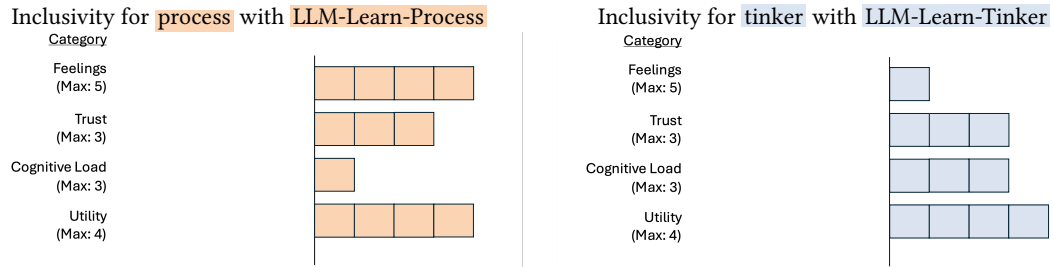 Inclusivity for process with LLM-Learn-Process
Category
Feelings
(Max: 5)
Trust
(Max: 3)
Cognitive Load
(Max: 3)
Utility
(Max: 4)
Inclusivity for tinker with LLM-Learn-Tinker
Category
Feelings
(Max: 5)
Trust
(Max: 3)
Cognitive Load
(Max: 3)
Utility
(Max: 4)